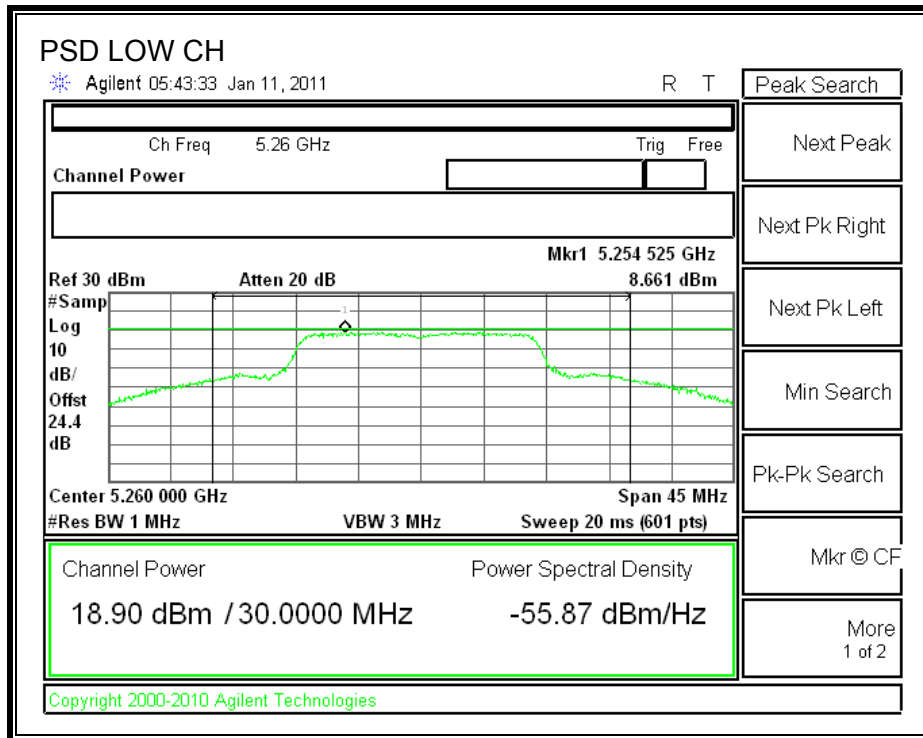 PSD LOW CH
Agilent 05:43:33 Jan 11, 2011 R T
Peak Search
Ch Freq 5.26 GHz Trig Free
Channel Power
Next Peak
Next Pk Right
Mkr1 5.254 525 GHz
Ref 30 dBm Atten 20 dB 8.661 dBm
#Samp
Log
10
dB/
Offst
24.4
dB
1
Next Pk Left
Min Search
Pk-Pk Search
Center 5.260 000 GHz Span 45 MHz
#Res BW 1 MHz VBW 3 MHz Sweep 20 ms (601 pts)
Channel Power Power Spectral Density
18.90 dBm / 30.0000 MHz -55.87 dBm/Hz
Mkr © CF
More
1 of 2
Copyright 2000-2010 Agilent Technologies